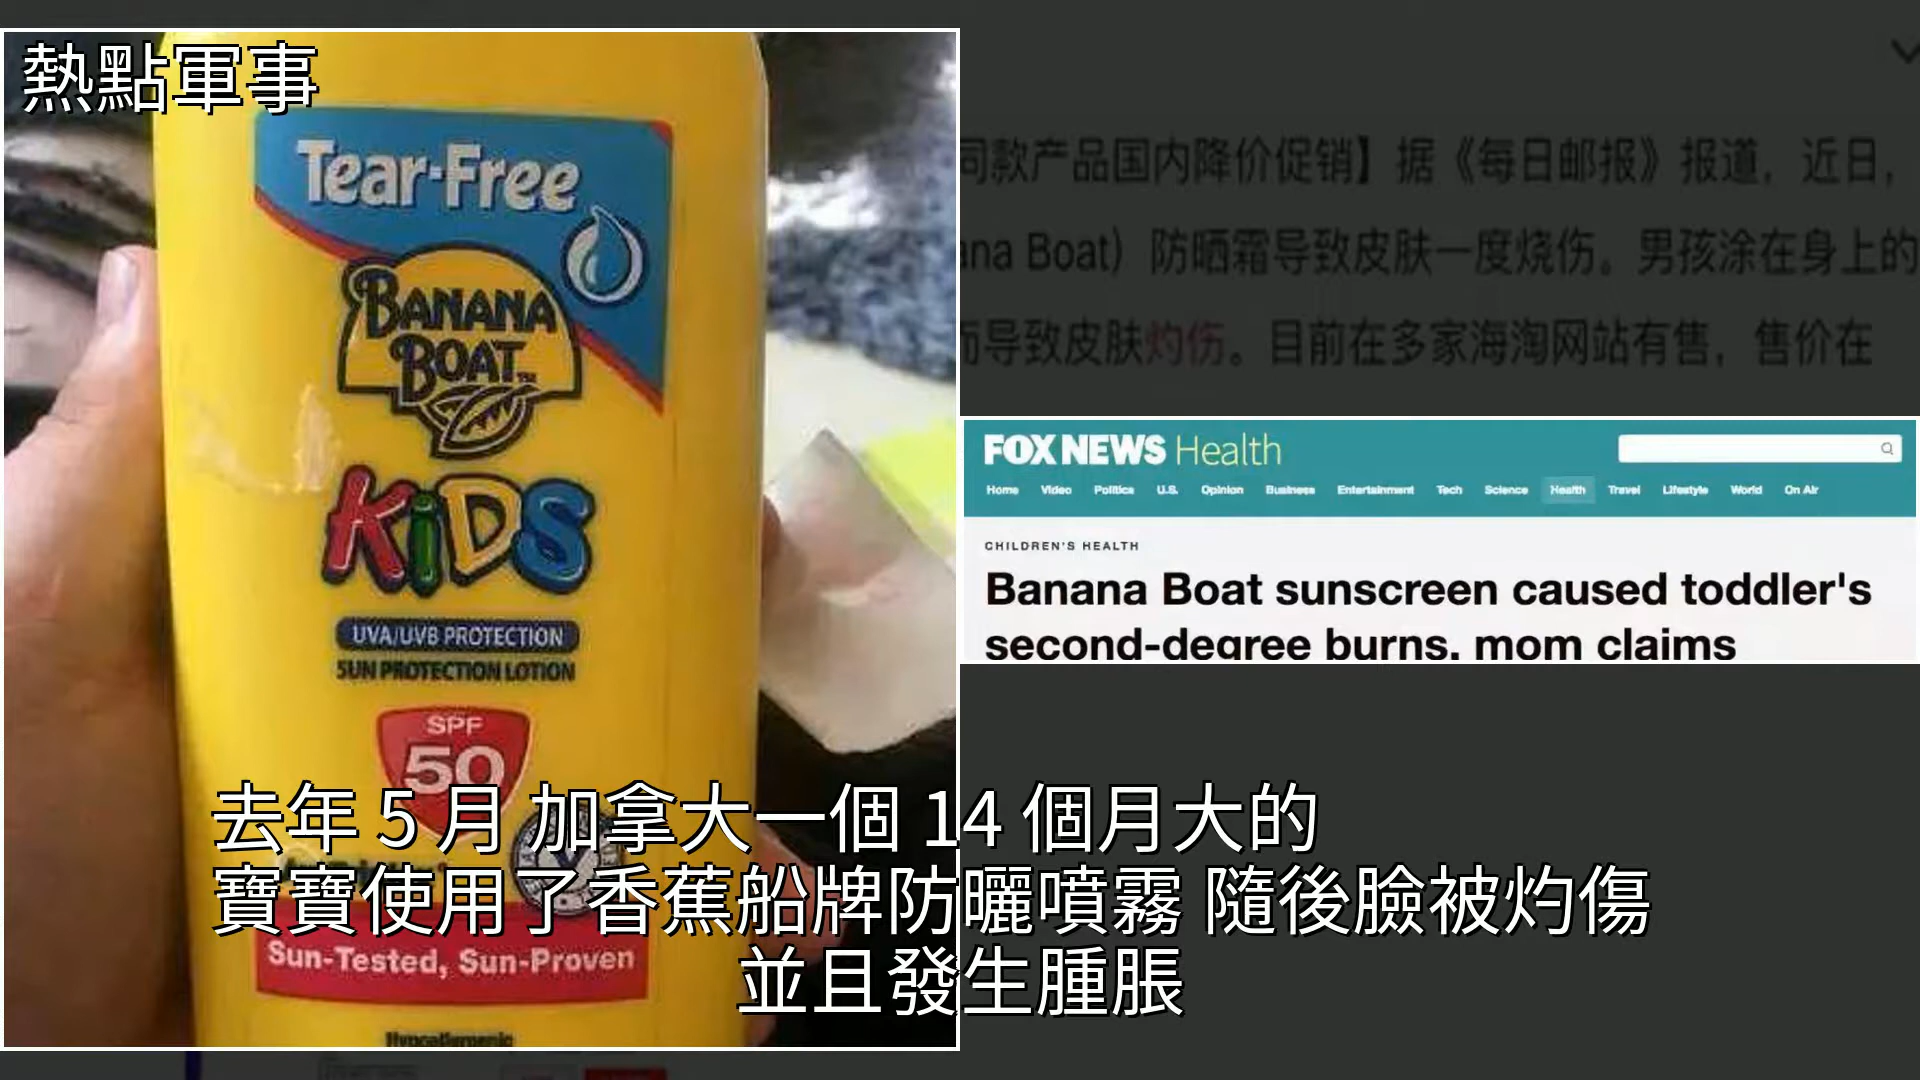 熱點軍事
Tear-Free
BANANA
BOAT
KiDS
UVA/UVB PROTECTION
SUN PROTECTION LOTION
SPF
50
Sun-Tested, Sun-Proven
Hypoallergenic
同款产品国内降价促销】据《每日邮报》报道，近日，
ana Boat）防晒霜导致皮肤一度烧伤。男孩涂在身上的
而导致皮肤灼伤。目前在多家海淘网站有售，售价在
FOX NEWS Health
Home Video Politics U.S. Opinion Business Entertainment Tech Science Health Travel Lifestyle World On Air
CHILDREN'S HEALTH
Banana Boat sunscreen caused toddler's
second-degree burns, mom claims
去年 5 月 加拿大一個 14 個月大的
寶寶使用了香蕉船牌防曬噴霧 隨後臉被灼傷
並且發生腫脹